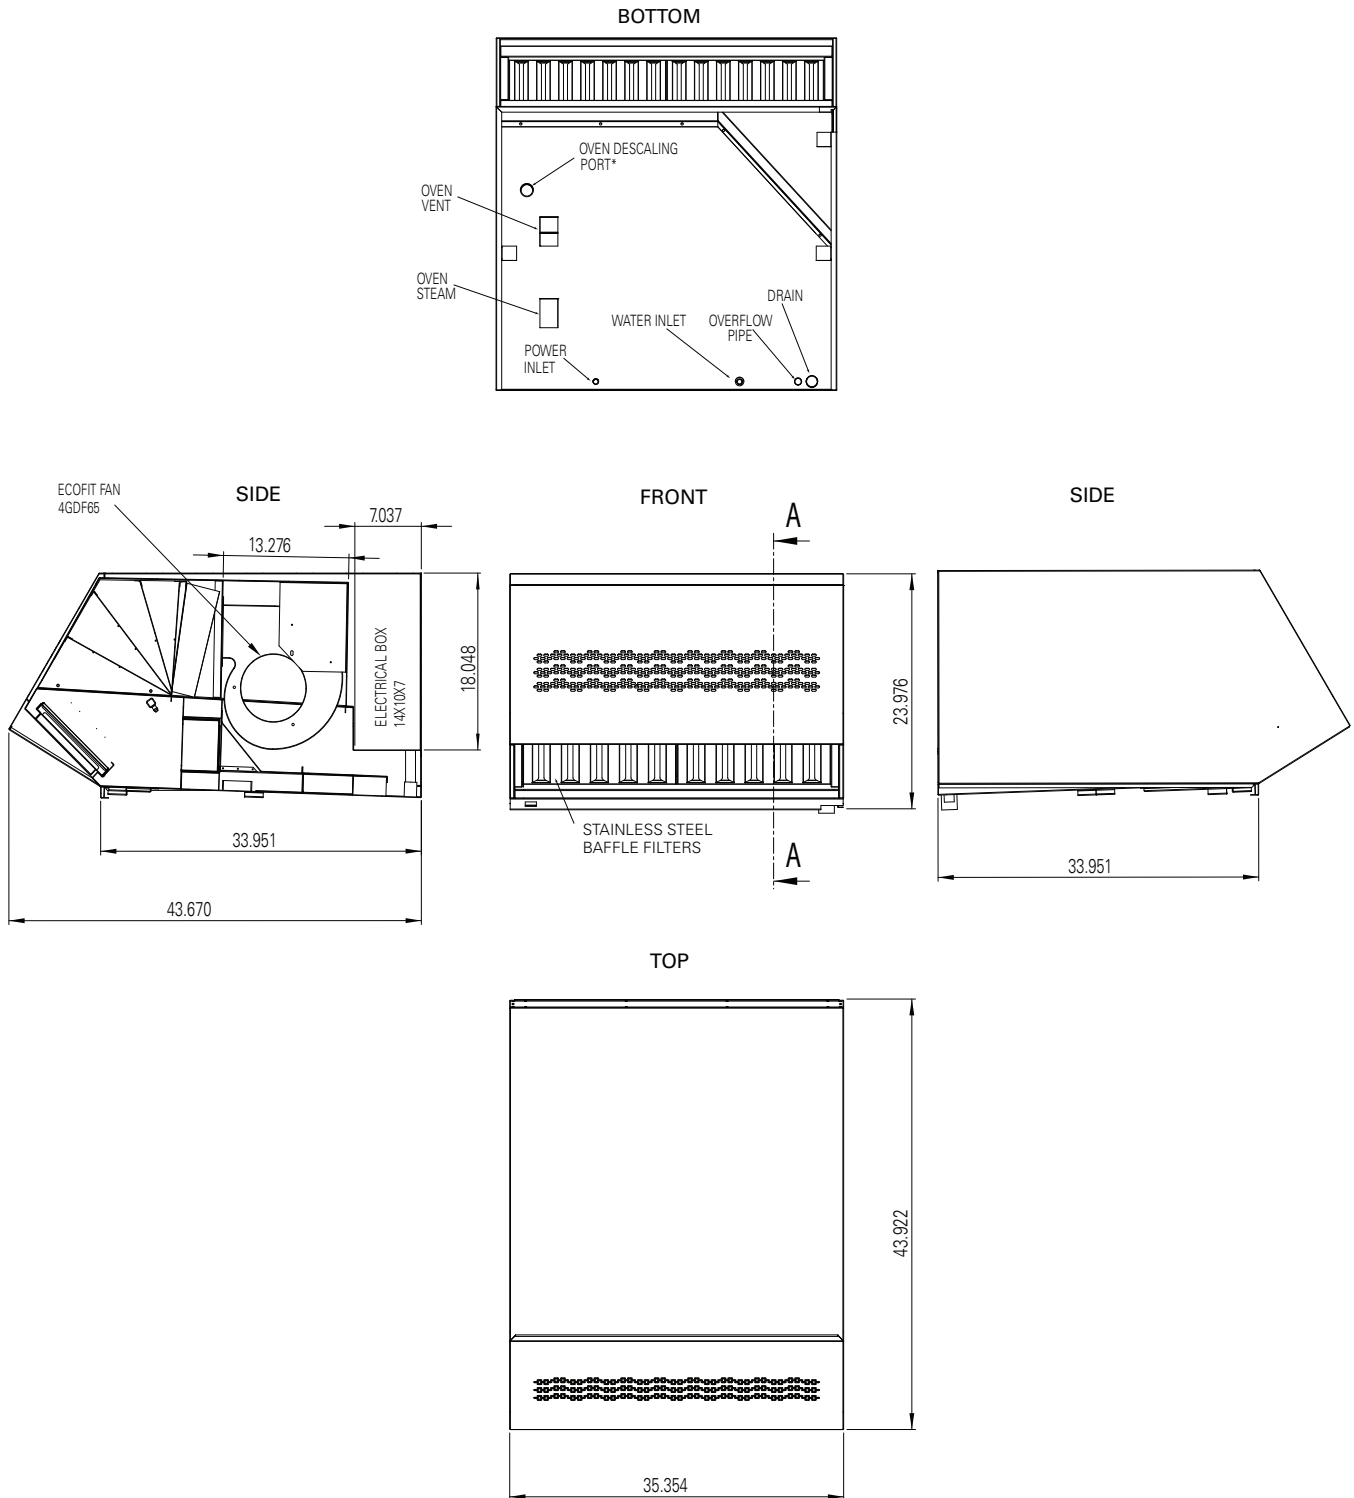 BOTTOM
OVEN DESCALING
PORT*
OVEN
VENT
OVEN
STEAM
DRAIN
WATER INLET
OVERFLOW
PIPE
POWER
INLET
ECOFIT FAN
4GDF65
SIDE
7.037
13.276
18.048
ELECTRICAL BOX
14X10X7
33.951
43.670
FRONT
A
23.976
STAINLESS STEEL
BAFFLE FILTERS
A
SIDE
33.951
TOP
43.922
35.354